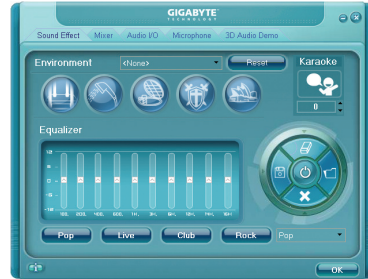 GIGABYTE
TECHNOLOGY
Sound Effect Mixer Audio I/O Microphone 3D Audio Demo
Environment <None> Reset Karaoke
0
Equalizer
Pop Live Club Rock Pop
OK